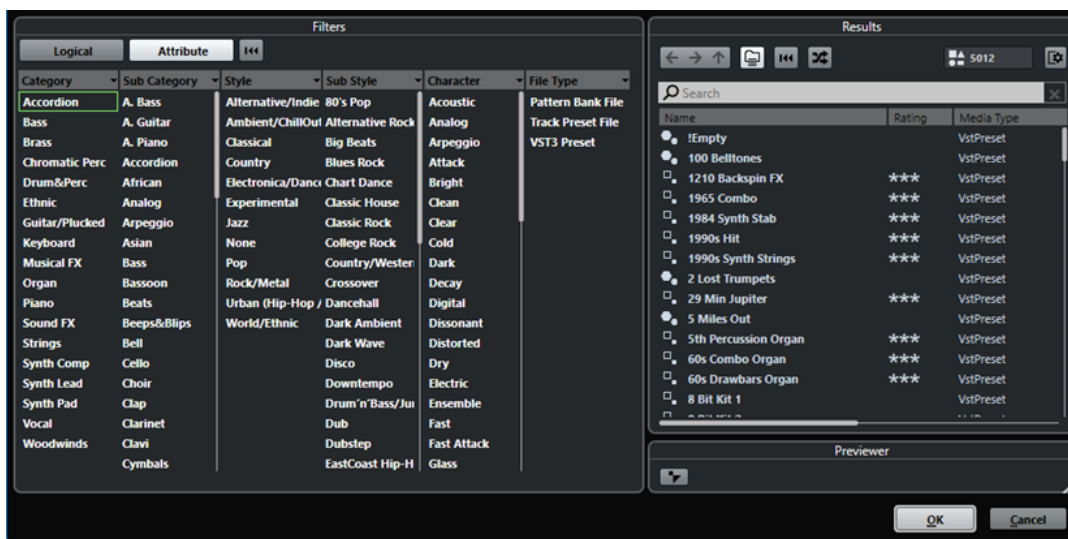 Filters
Logical Attribute
Category Sub Category Style Sub Style Character File Type
Accordion A. Bass Alternative/Indie 80's Pop Acoustic Pattern Bank File
Bass A. Guitar Ambient/ChillOut Alternative Rock Analog Track Preset File
Brass A. Piano Classical Big Beats Arpeggio VST3 Preset
Chromatic Perc Accordion Country Blues Rock Attack
Drum&Perc African Electronica/Danc Chart Dance Bright
Ethnic Analog Experimental Classic House Clean
Guitar/Plucked Arpeggio Jazz Classic Rock Clear
Keyboard Asian None College Rock Cold
Musical FX Bass Pop Country/Wester Dark
Organ Bassoon Rock/Metal Crossover Decay
Piano Beats Urban (Hip-Hop / Dancehall Digital
Sound FX Beeps&Blips World/Ethnic Dark Ambient Dissonant
Strings Bell Dark Wave Distorted
Synth Comp Cello Disco Dry
Synth Lead Choir Downtempo Electric
Synth Pad Clap Drum´n´Bass/Ju Ensemble
Vocal Clarinet Dub Fast
Woodwinds Clavi Dubstep Fast Attack
Cymbals EastCoast Hip-H Glass
Results
5012
Search
Name Rating Media Type
!Empty VstPreset
100 Belltones VstPreset
1210 Backspin FX *** VstPreset
1965 Combo *** VstPreset
1984 Synth Stab *** VstPreset
1990s Hit *** VstPreset
1990s Synth Strings *** VstPreset
2 Lost Trumpets VstPreset
29 Min Jupiter *** VstPreset
5 Miles Out VstPreset
5th Percussion Organ *** VstPreset
60s Combo Organ *** VstPreset
60s Drawbars Organ *** VstPreset
8 Bit Kit 1 VstPreset
Previewer
OK Cancel